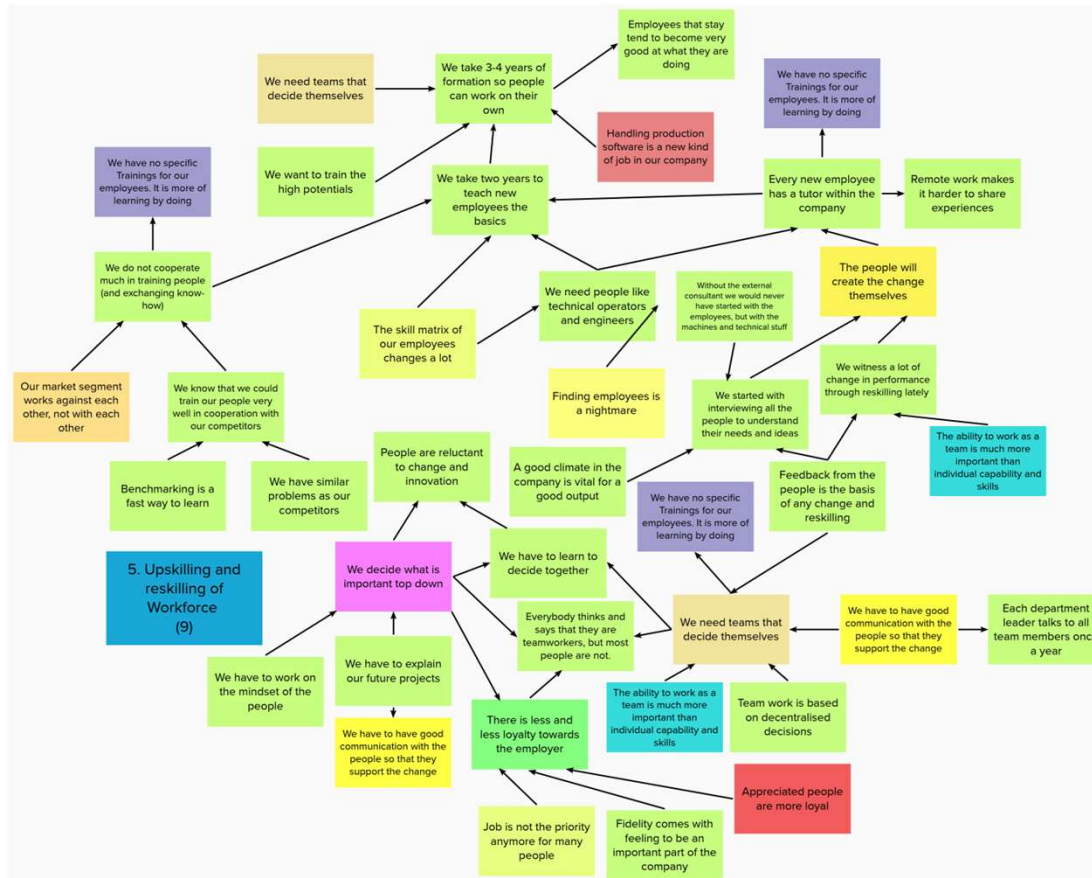 Employees that stay
tend to become very
good at what they are
doing
We need teams that
decide themselves
We take 3-4 years of
formation so people
can work on their
own
We have no specific
Trainings for our
employees. It is more of
learning by doing
Handling production
software is a new kind
of job in our company
We have no specific
Trainings for our
employees. It is more of
learning by doing
We want to train the
high potentials
We take two years to
teach new
employees the
basics
Every new employee
has a tutor within the
company
Remote work makes
it harder to share
experiences
We do not cooperate
much in training people
(and exchanging know-
how)
We need people like
technical operators
and engineers
Without the external
consultant we would never
have started with the
employees, but with the
machines and technical stuff
The people will
create the change
themselves
The skill matrix of
our employees
changes a lot
Our market segment
works against each
other, not with each
other
We know that we could
train our people very
well in cooperation with
our competitors
Finding employees is
a nightmare
We started with
interviewing all the
people to understand
their needs and ideas
We witness a lot of
change in performance
through reskilling lately
The ability to work as a
team is much more
important than
individual capability and
skills
People are reluctant
to change and
innovation
A good climate in the
company is vital for a
good output
Feedback from the
people is the basis
of any change and
reskilling
Benchmarking is a
fast way to learn
We have similar
problems as our
competitors
We have no specific
Trainings for our
employees. It is more of
learning by doing
5. Upskilling and
reskilling of
Workforce
(9)
We decide what is
important top down
We have to learn to
decide together
Everybody thinks and
says that they are
teamworkers, but most
people are not.
We need teams that
decide themselves
We have to have good
communication with the
people so that they
support the change
Each department
leader talks to all
team members once
a year
We have to work on
the mindset of the
people
We have to explain
our future projects
The ability to work as a
team is much more
important than
individual capability and
skills
Team work is based
on decentralised
decisions
There is less and
less loyalty towards
the employer
We have to have good
communication with the
people so that they
support the change
Appreciated people
are more loyal
Job is not the priority
anymore for many
people
Fidelity comes with
feeling to be an
important part of the
company